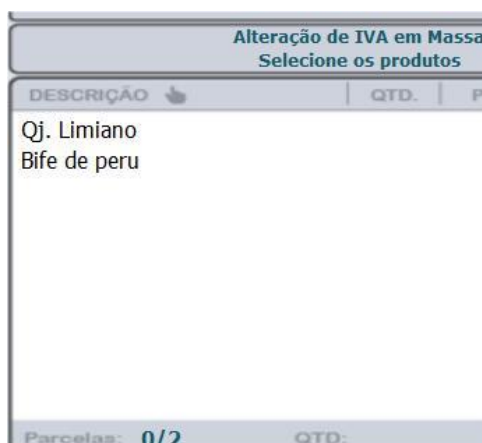 Alteração de IVA em Massa
Selecione os produtos
DESCRIÇÃO QTD. P
Qj. Limiano
Bife de peru
Parcelas: 0/2 QTD: